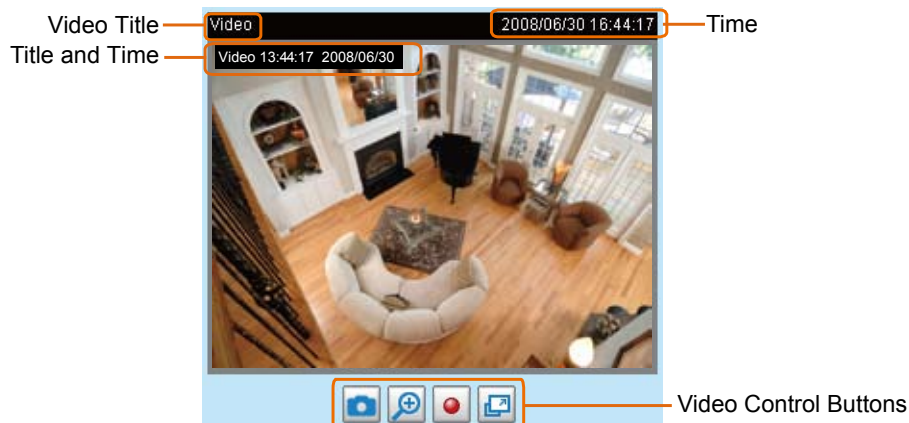 Video Title
Video
2008/06/30 16:44:17
Time
Title and Time
Video 13:44:17 2008/06/30
Video Control Buttons